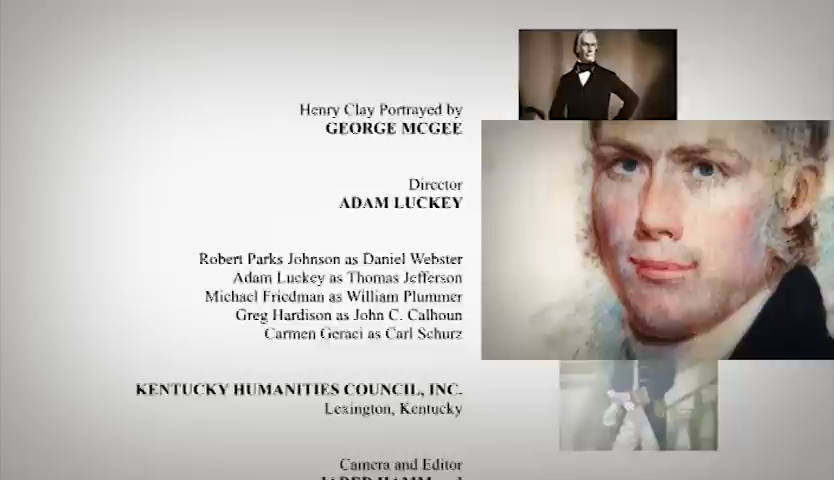 Henry Clay Portrayed by
GEORGE MCGEE
Director
ADAM LUCKEY
Robert Parks Johnson as Daniel Webster
Adam Luckey as Thomas Jefferson
Michael Friedman as William Plummer
Greg Hardison as John C. Calhoun
Carmen Geraci as Carl Schurz
KENTUCKY HUMANITIES COUNCIL, INC.
Lexington, Kentucky
Camera and Editor